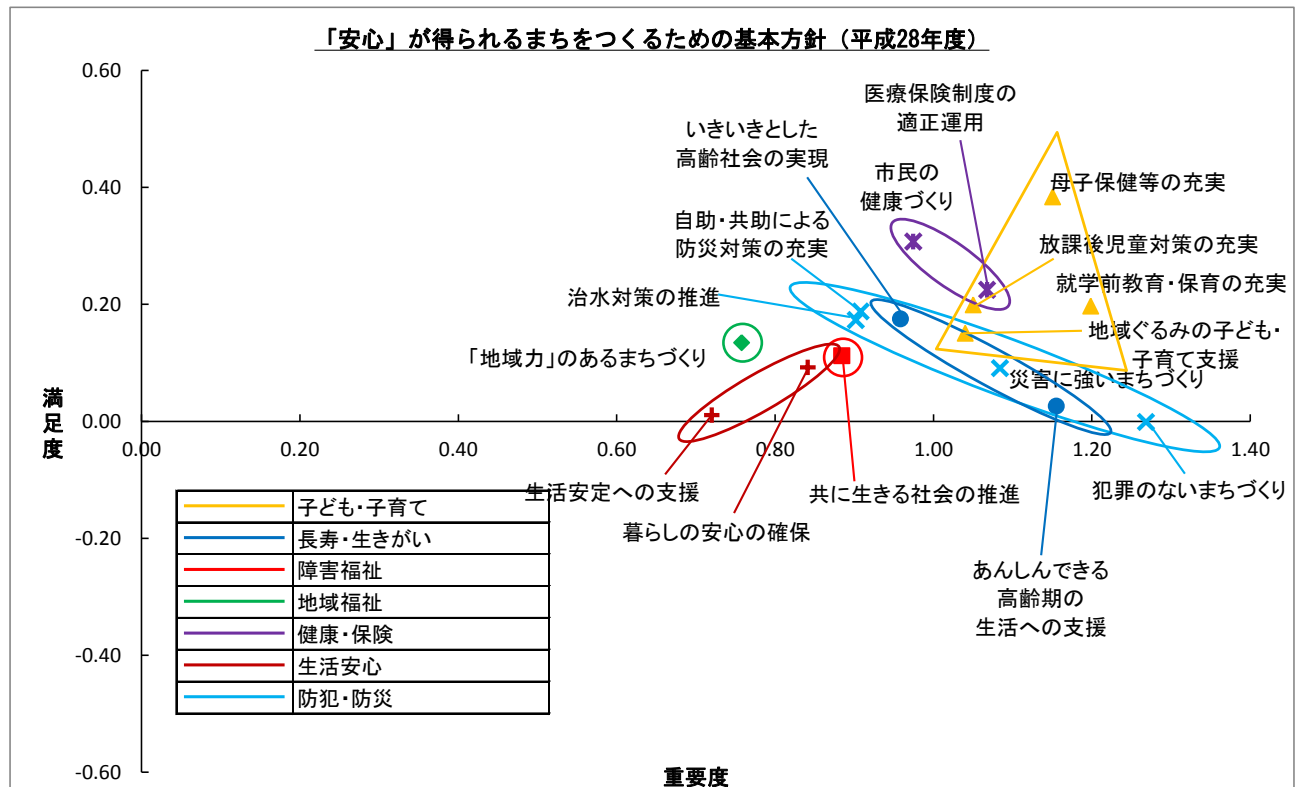 「安心」が得られるまちをつくるための基本方針（平成28年度）
0.60
0.40
0.20
0.00
-0.20
-0.40
-0.60
満足度
0.00
0.20
0.40
0.60
0.80
1.00
1.20
1.40
重要度
医療保険制度の
適正運用
いきいきとした
高齢社会の実現
市民の
健康づくり
母子保健等の充実
自助・共助による
防災対策の充実
放課後児童対策の充実
就学前教育・保育の充実
治水対策の推進
地域ぐるみの子ども・
子育て支援
「地域力」のあるまちづくり
災害に強いまちづくり
生活安定への支援
共に生きる社会の推進
犯罪のないまちづくり
暮らしの安心の確保
あんしんできる
高齢期の
生活への支援
子ども・子育て
長寿・生きがい
障害福祉
地域福祉
健康・保険
生活安心
防犯・防災